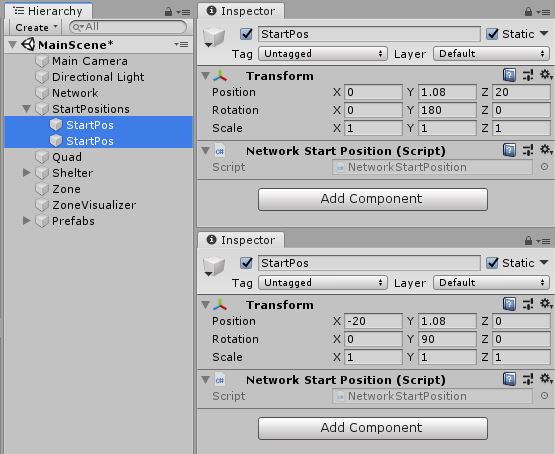 Hierarchy
Create
All
MainScene*
Main Camera
Directional Light
Network
StartPositions
StartPos
StartPos
Quad
Shelter
Zone
ZoneVisualizer
Prefabs
Inspector
StartPos Static
Tag Untagged Layer Default
Transform
Position X 0 Y 1.08 Z 20
Rotation X 0 Y 180 Z 0
Scale X 1 Y 1 Z 1
C# Network Start Position (Script)
Script NetworkStartPosition
Add Component
Inspector
StartPos Static
Tag Untagged Layer Default
Transform
Position X -20 Y 1.08 Z 0
Rotation X 0 Y 90 Z 0
Scale X 1 Y 1 Z 1
C# Network Start Position (Script)
Script NetworkStartPosition
Add Component